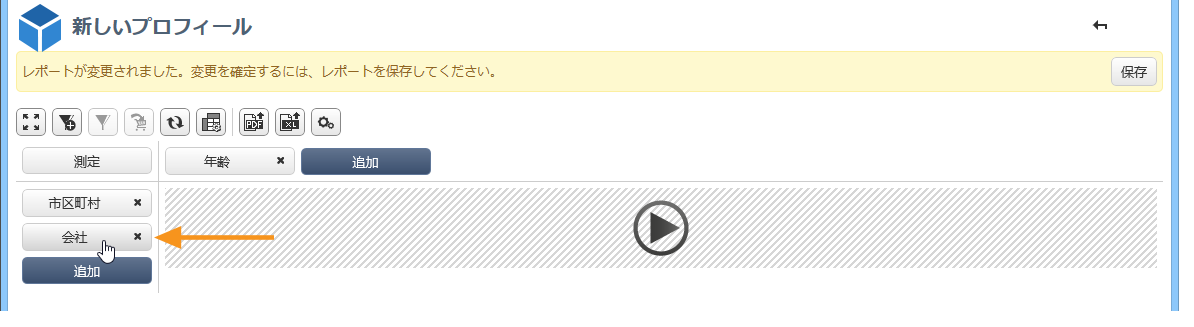 新しいプロフィール
レポートが変更されました。変更を確定するには、レポートを保存してください。
保存
PDF
XL
測定
年齢
追加
市区町村
会社
追加